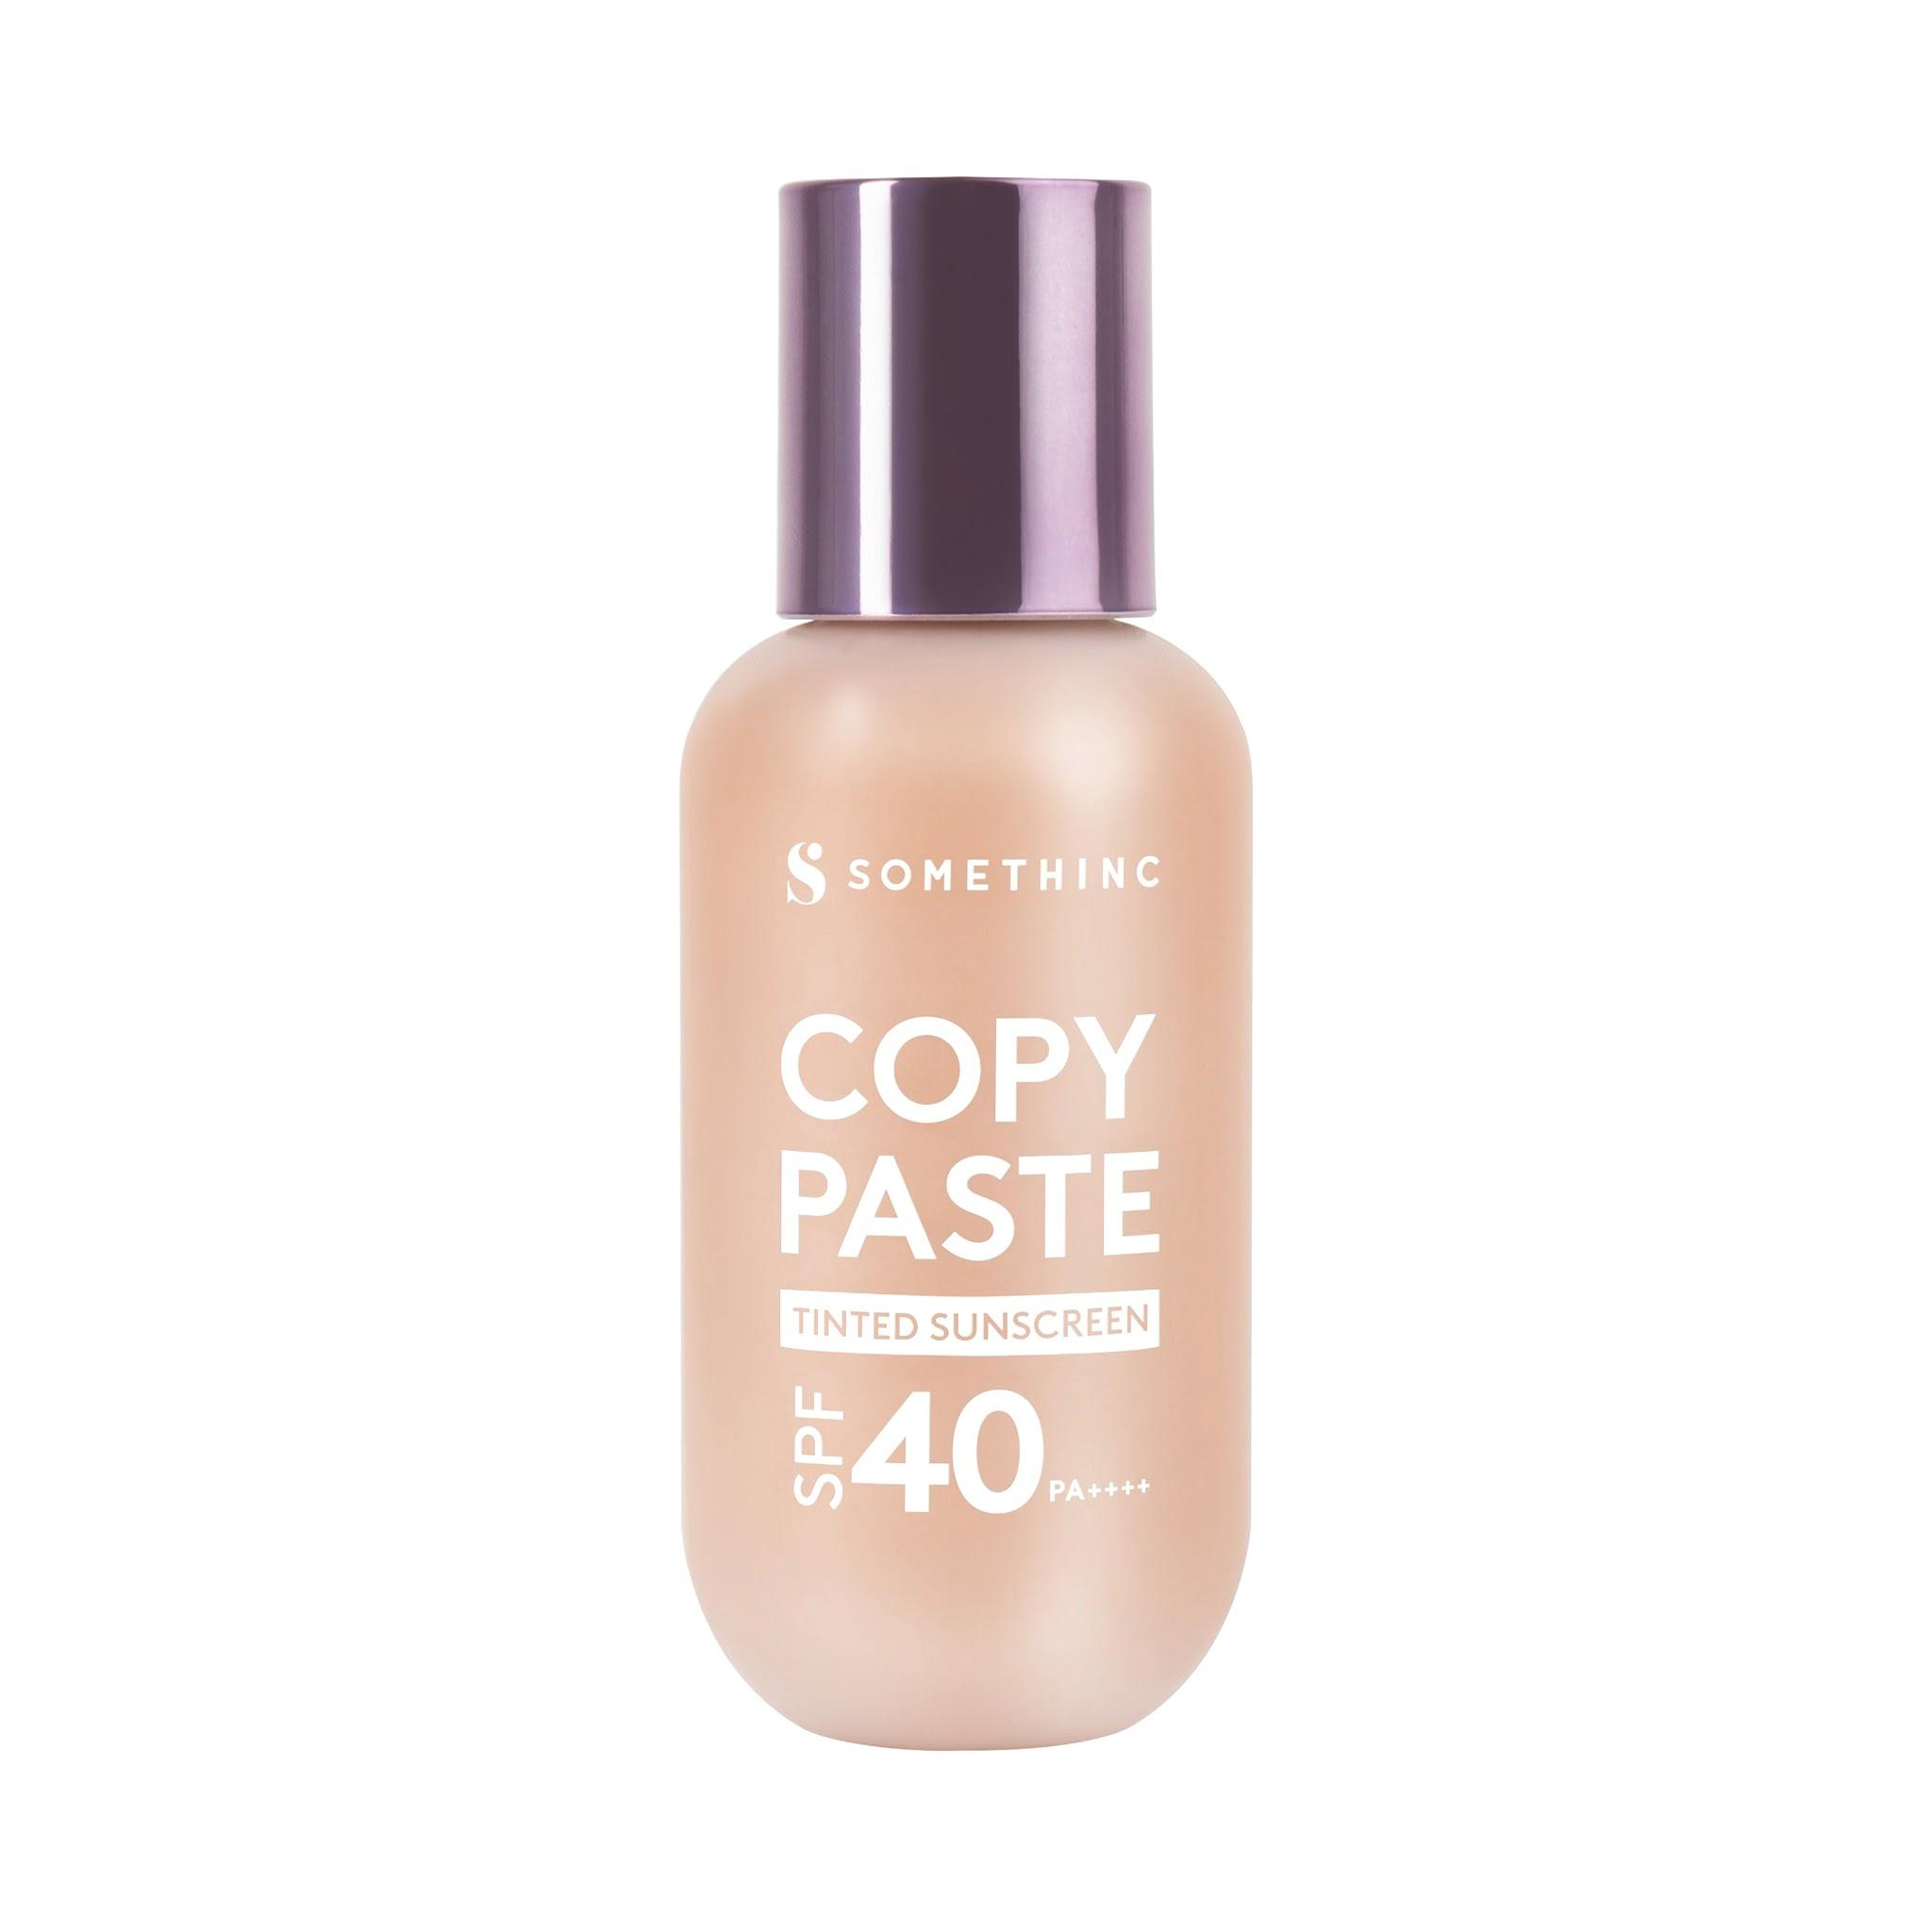 SOMETHINC
COPY
PASTE
TINTED SUNSCREEN
SPF 40 PA++++